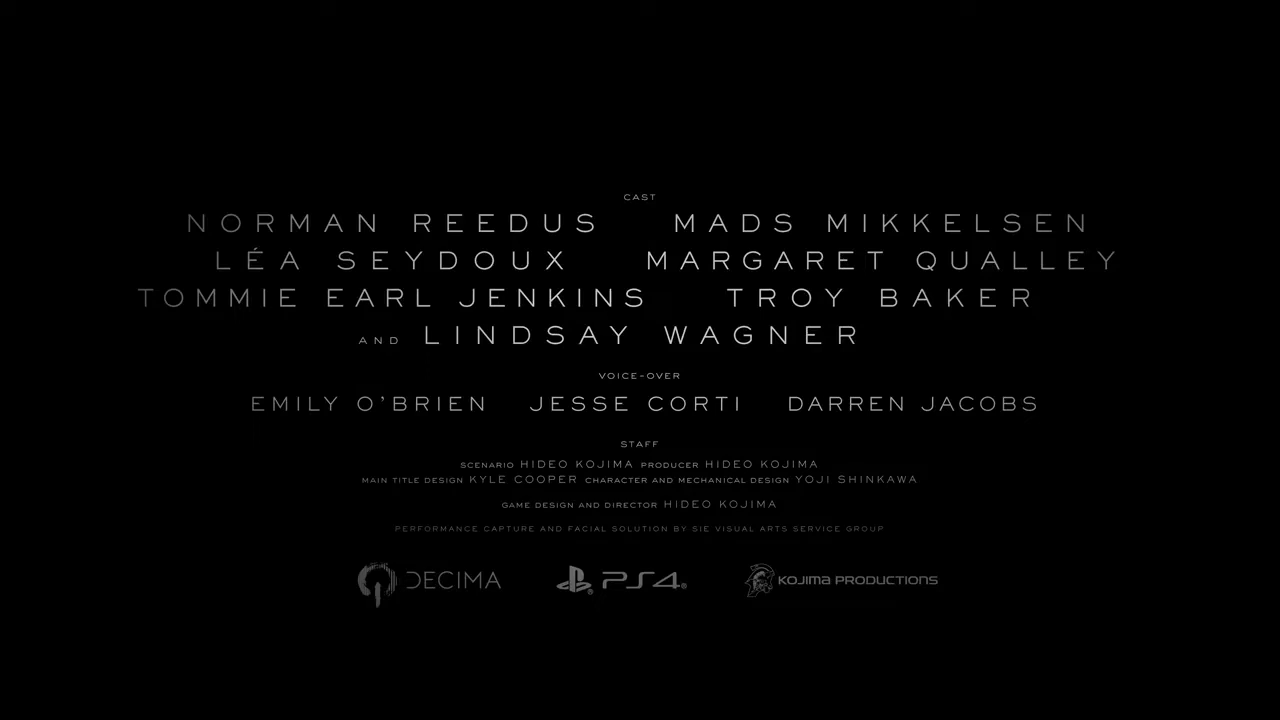 CAST
NORMAN REEDUS MADS MIKKELSEN
LÉA SEYDOUX MARGARET QUALLEY
TOMMIE EARL JENKINS TROY BAKER
AND LINDSAY WAGNER
VOICE-OVER
EMILY O’BRIEN JESSE CORTI DARREN JACOBS
STAFF
SCENARIO HIDEO KOJIMA PRODUCER HIDEO KOJIMA
MAIN TITLE DESIGN KYLE COOPER CHARACTER AND MECHANICAL DESIGN YOJI SHINKAWA
GAME DESIGN AND DIRECTOR HIDEO KOJIMA
PERFORMANCE CAPTURE AND FACIAL SOLUTION BY SIE VISUAL ARTS SERVICE GROUP
DECIMA PS4® KOJIMA PRODUCTIONS